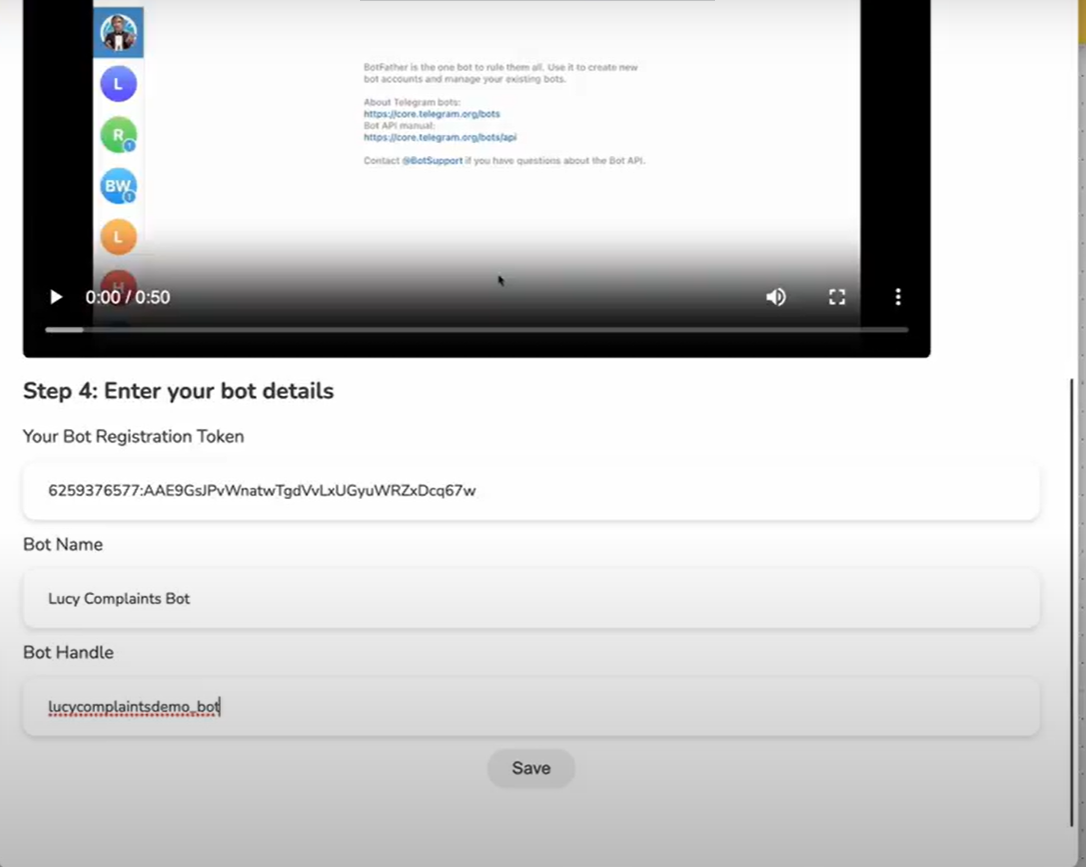 L
BotFather is the one bot to rule them all. Use it to create new
bot accounts and manage your existing bots.
R
About Telegram bots:
https://core.telegram.org/bots
Bot API manual:
https://core.telegram.org/bots/api
Contact @BotSupport if you have questions about the Bot API.
BW
L
H
0:00 / 0:50
Step 4: Enter your bot details
Your Bot Registration Token
6259376577:AAE9GsJPvWnatwTgdVvLxUGyuWRZxDcq67w
Bot Name
Lucy Complaints Bot
Bot Handle
lucycomplaintsdemo_bot
Save